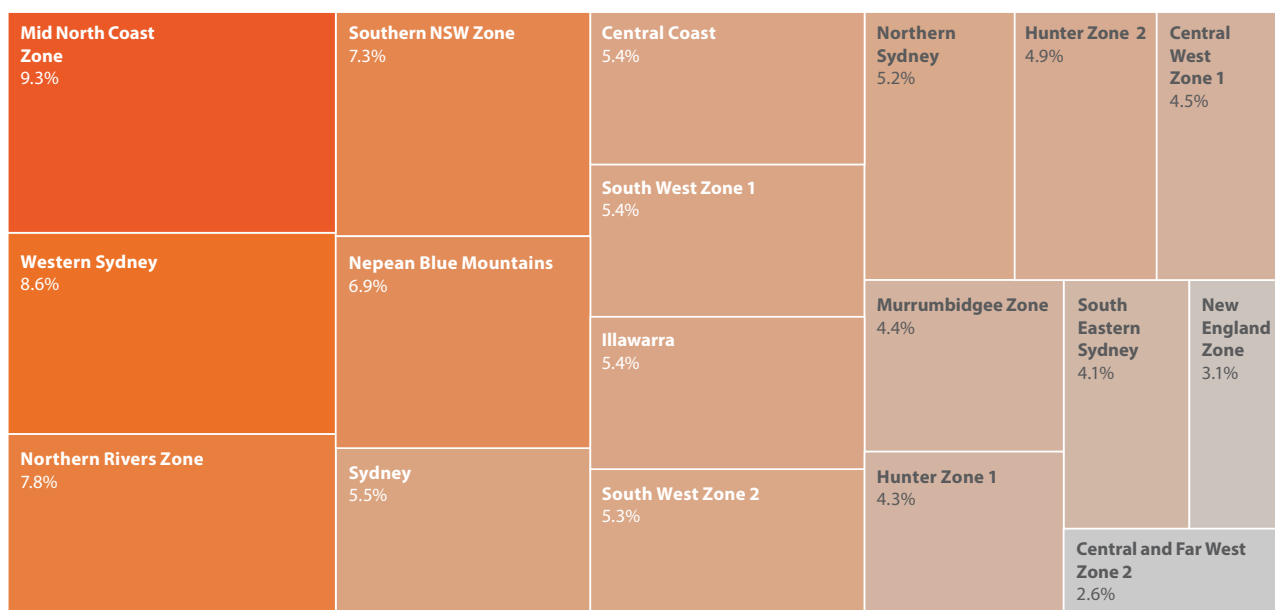 Mid North Coast
Zone
9.3%
Western Sydney
8.6%
Northern Rivers Zone
7.8%
Southern NSW Zone
7.3%
Nepean Blue Mountains
6.9%
Sydney
5.5%
Central Coast
5.4%
South West Zone 1
5.4%
Illawarra
5.4%
South West Zone 2
5.3%
Northern
Sydney
5.2%
Hunter Zone 2
4.9%
Central
West
Zone 1
4.5%
Murrumbidgee Zone
4.4%
Hunter Zone 1
4.3%
South
Eastern
Sydney
4.1%
New
England
Zone
3.1%
Central and Far West
Zone 2
2.6%